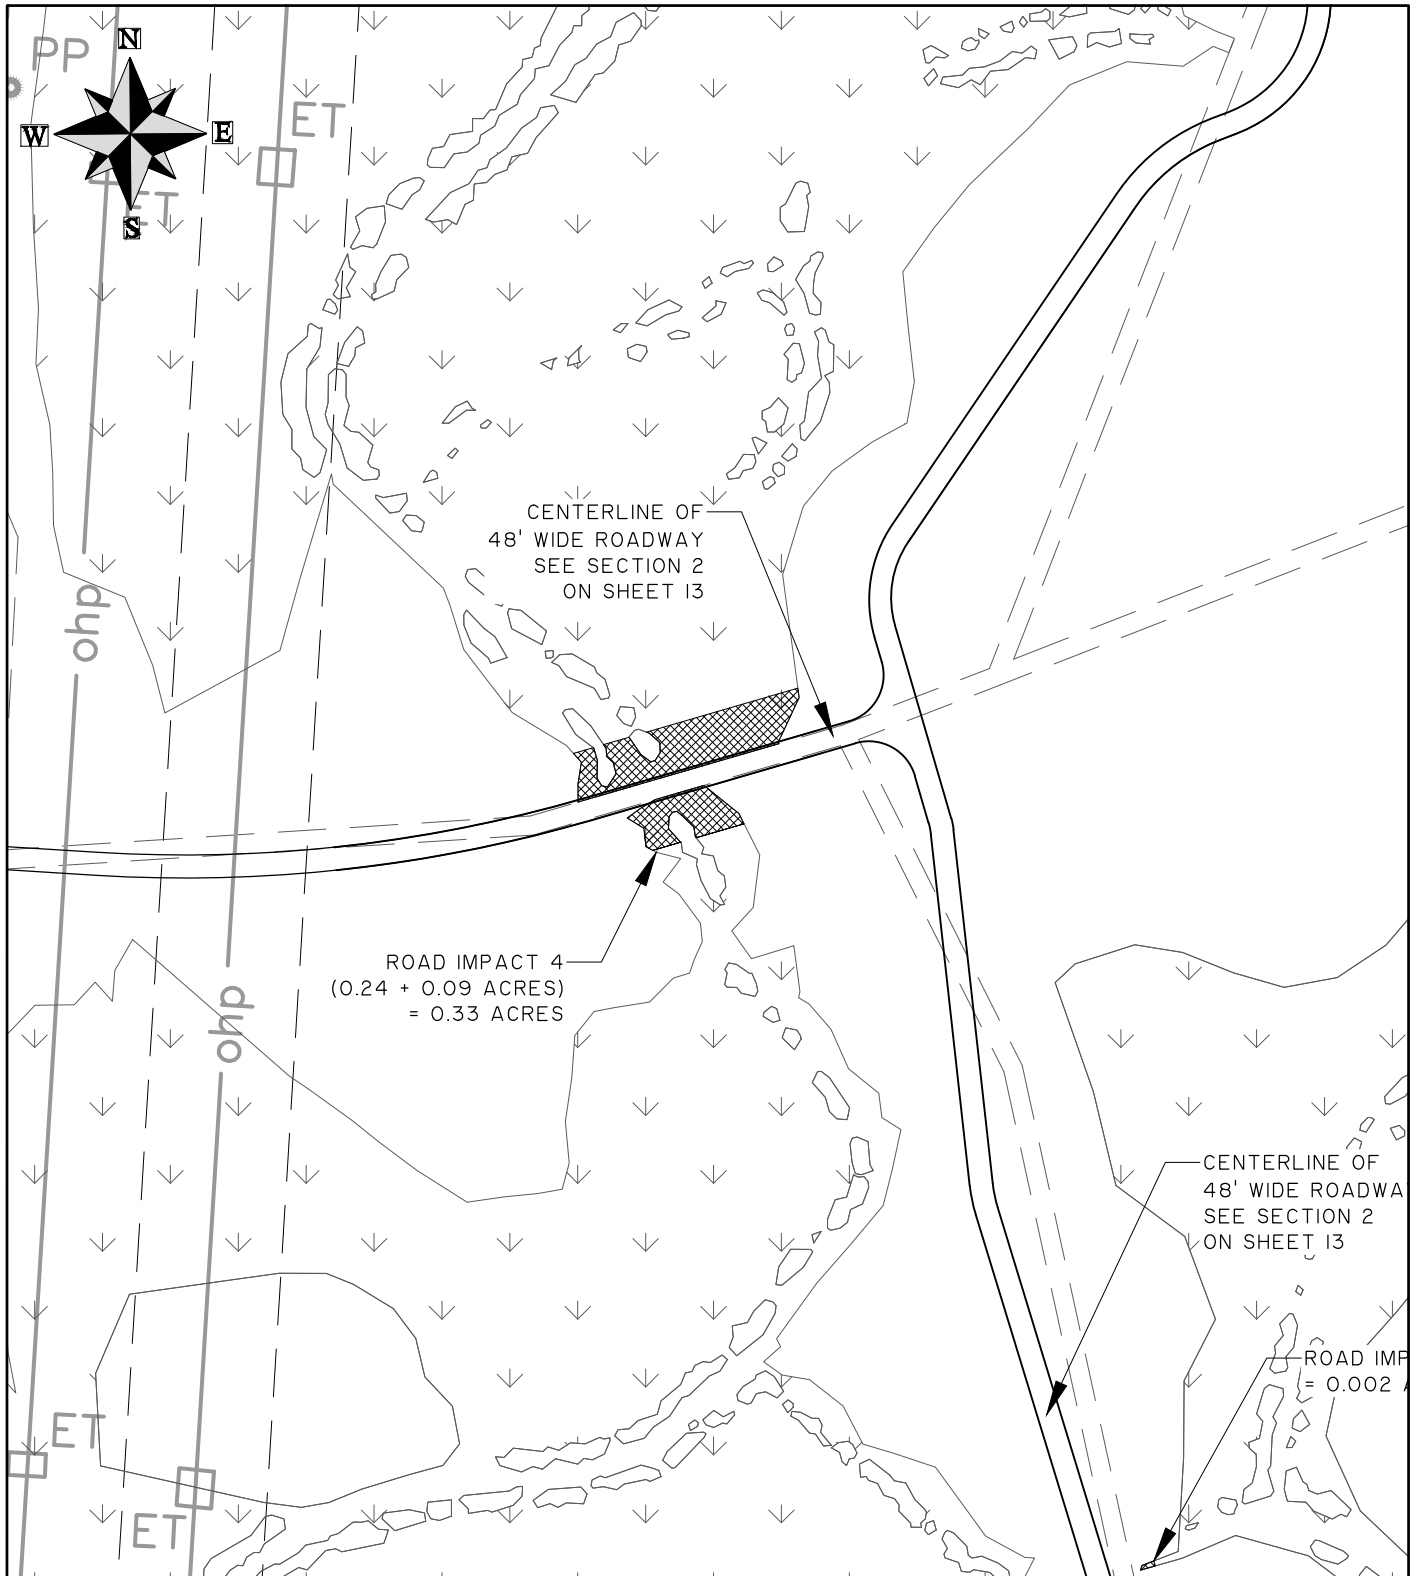 N
PP
W
E
ET
ET
S
CENTERLINE OF
48' WIDE ROADWAY
SEE SECTION 2
ON SHEET 13
ohp
ROAD IMPACT 4
(0.24 + 0.09 ACRES)
= 0.33 ACRES
ohp
CENTERLINE OF
48' WIDE ROADWA
SEE SECTION 2
ON SHEET 13
ROAD IMP
= 0.002 A
ET
ET